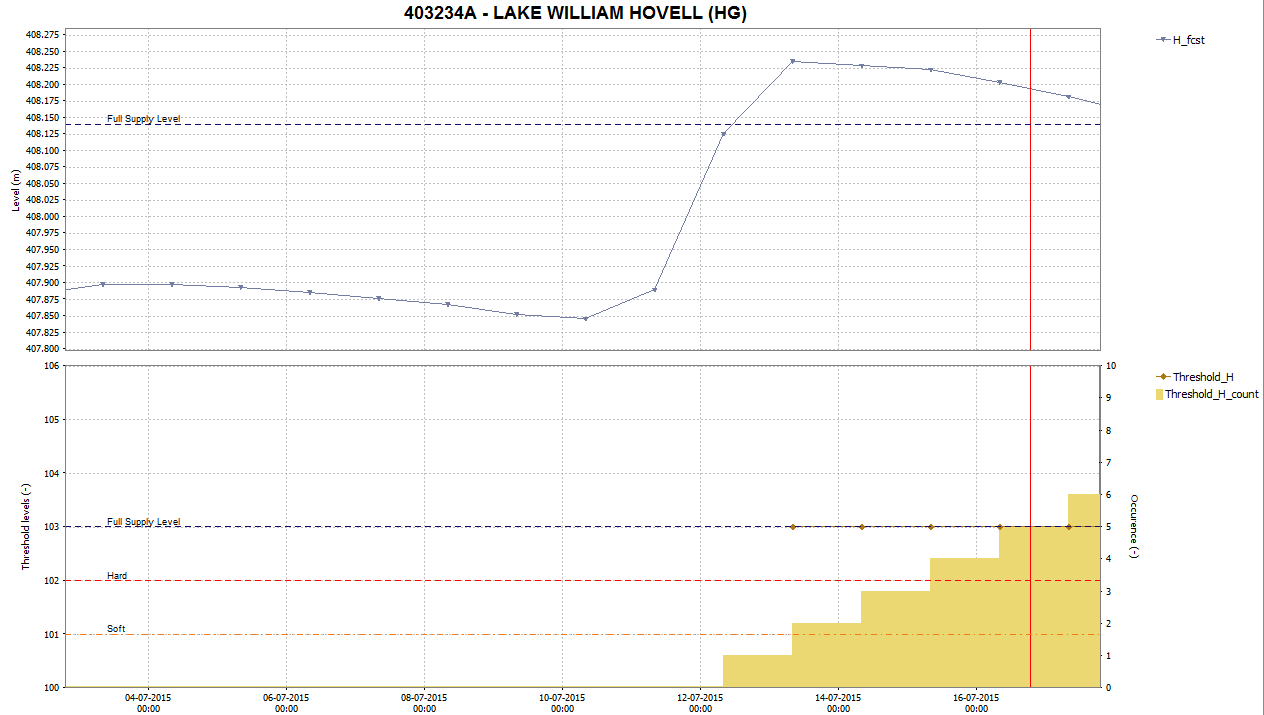 403234A - LAKE WILLIAM HOVELL (HG)
408.275
408.250
408.225
408.200
408.175
408.150
408.125
408.100
408.075
408.050
408.025
408.000
407.975
407.950
407.925
407.900
407.875
407.850
407.825
407.800
Level (m)
Full Supply Level
H_fcst
106
105
104
103
102
101
100
Threshold levels (-)
Full Supply Level
Hard
Soft
10
9
8
7
6
5
4
3
2
1
0
Occurence (-)
Threshold_H
Threshold_H_count
04-07-2015 06-07-2015 08-07-2015 10-07-2015 12-07-2015 14-07-2015 16-07-2015
00:00 00:00 00:00 00:00 00:00 00:00 00:00